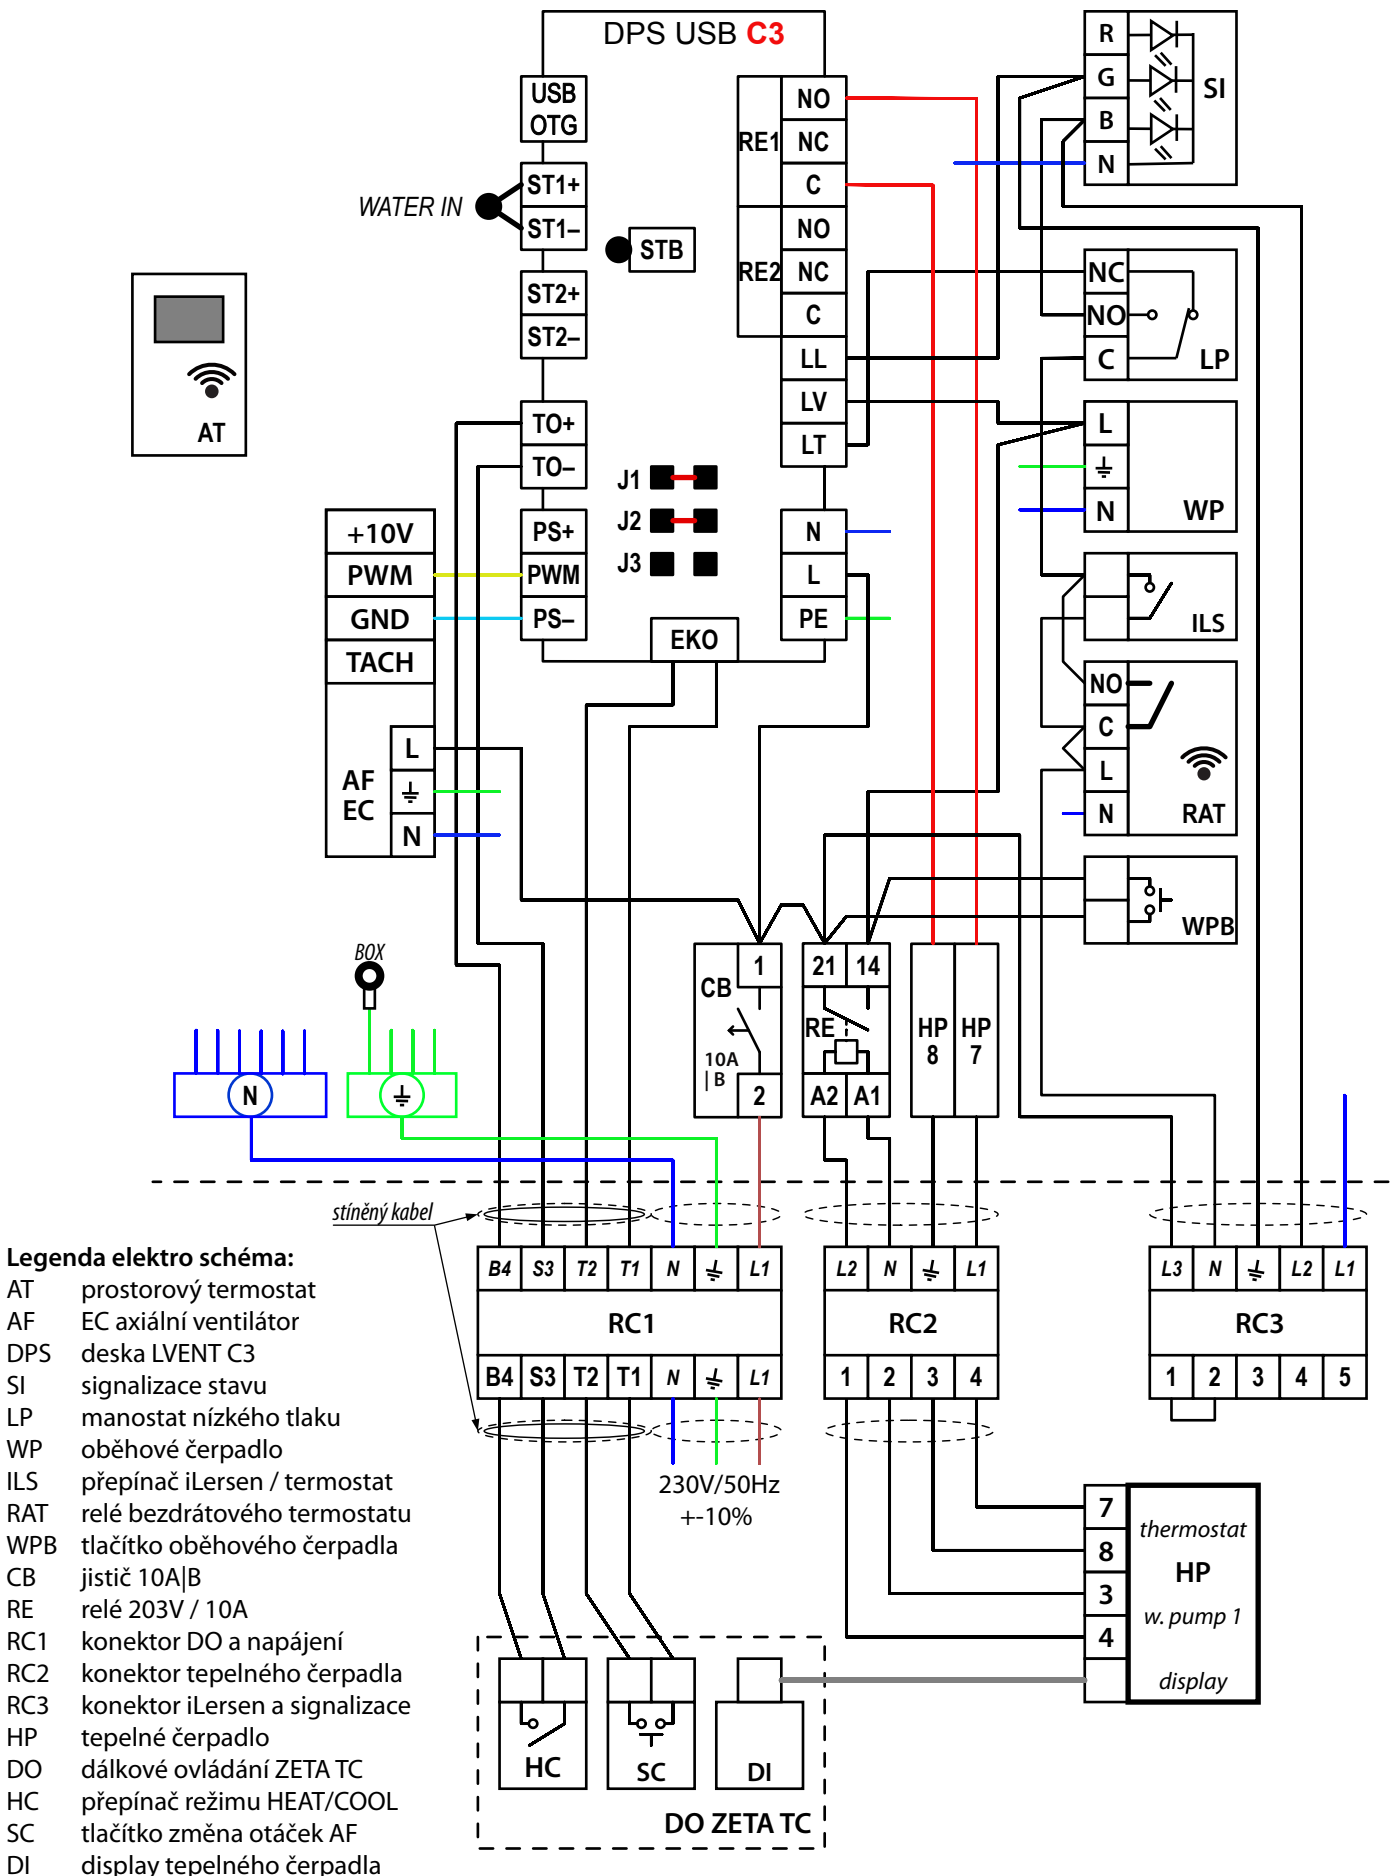 DPS USB C3
USB
OTG
ST1+
ST1–
WATER IN
STB
ST2+
ST2–
TO+
TO–
PS+
PWM
PS–
J1
J2
J3
EKO
RE1
NO
NC
C
RE2
NO
NC
C
LL
LV
LT
N
L
PE
R
G
B
N
SI
NC
NO
C
LP
L
N
WP
ILS
NO
C
L
N
RAT
WPB
AT
+10V
PWM
GND
TACH
AF
EC
L
N
BOX
N
1
CB
10A
| B
2
21
14
RE
A2
A1
HP
8
HP
7
stíněný kabel
B4 S3 T2 T1 N L1
RC1
B4 S3 T2 T1 N L1
L2 N L1
RC2
1 2 3 4
L3 N L2 L1
RC3
1 2 3 4 5
230V/50Hz
+-10%
7
8
3
4
thermostat
HP
w. pump 1
display
HC
SC
DI
DO ZETA TC
Legenda elektro schéma:
AT prostorový termostat
AF EC axiální ventilátor
DPS deska LVENT C3
SI signalizace stavu
LP manostat nízkého tlaku
WP oběhové čerpadlo
ILS přepínač iLersen / termostat
RAT relé bezdrátového termostatu
WPB tlačítko oběhového čerpadla
CB jistič 10A|B
RE relé 203V / 10A
RC1 konektor DO a napájení
RC2 konektor tepelného čerpadla
RC3 konektor iLersen a signalizace
HP tepelné čerpadlo
DO dálkové ovládání ZETA TC
HC přepínač režimu HEAT/COOL
SC tlačítko změna otáček AF
DI display tepelného čerpadla